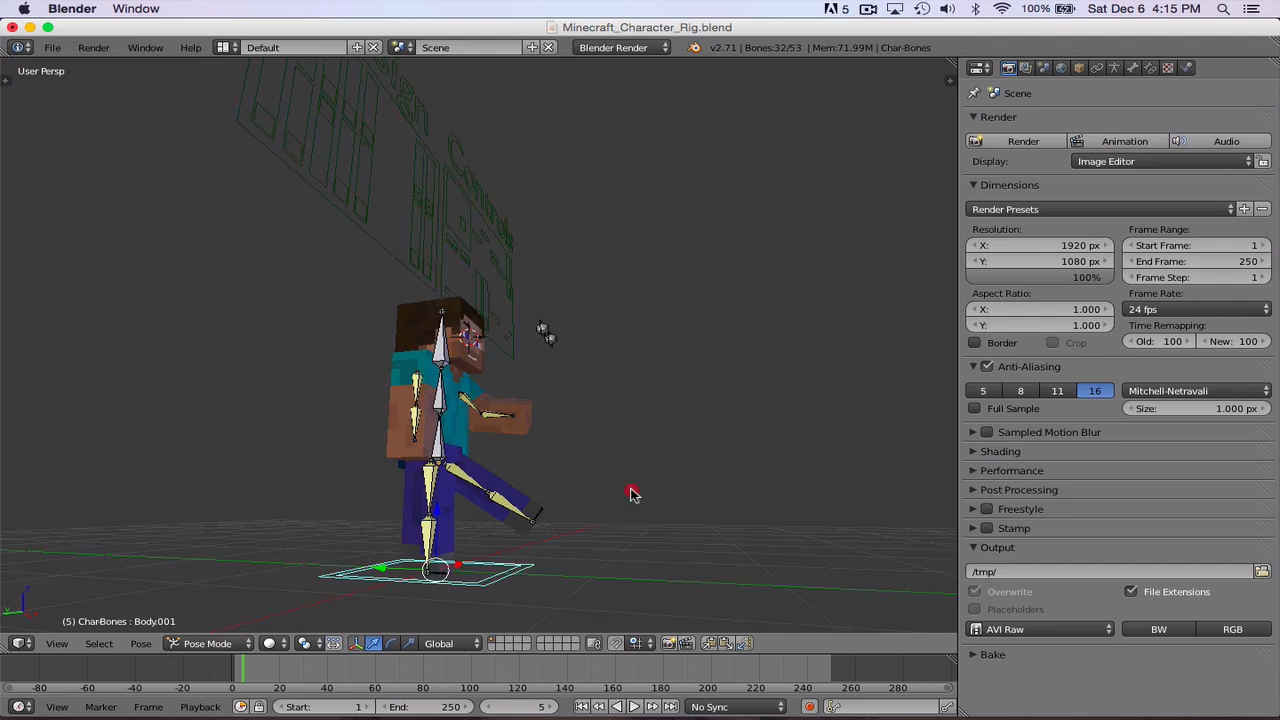 Blender Window 5 100% Sat Dec 6 4:15 PM
Minecraft_Character_Rig.blend
File Render Window Help Default Scene Blender Render v2.71 | Bones:32/53 | Mem:71.99M | Char-Bones
User Persp
Controls
(5) CharBones : Body.001
View Select Pose Pose Mode Global
-80 -60 -40 -20 0 20 40 60 80 100 120 140 160 180 200 220 240 260 280
View Marker Frame Playback Start: 1 End: 250 5 No Sync
Scene
Render
Render Animation Audio
Display: Image Editor
Dimensions
Render Presets
Resolution: Frame Range:
X: 1920 px Start Frame: 1
Y: 1080 px End Frame: 250
100% Frame Step: 1
Aspect Ratio: Frame Rate:
X: 1.000 24 fps
Y: 1.000 Time Remapping:
Border Crop Old: 100 New: 100
Anti-Aliasing
5 8 11 16 Mitchell-Netravali
Full Sample Size: 1.000 px
Sampled Motion Blur
Shading
Performance
Post Processing
Freestyle
Stamp
Output
/tmp/
Overwrite File Extensions
Placeholders
AVI Raw BW RGB
Bake